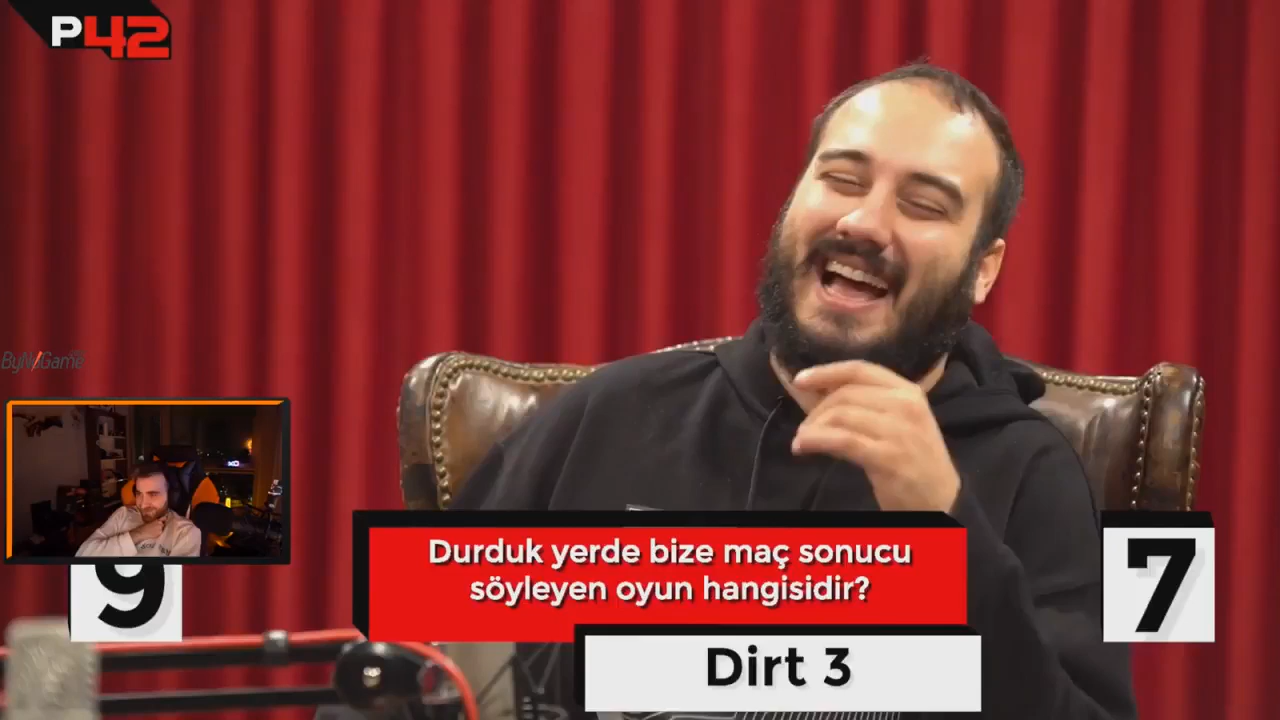 P42
ByNoGame
9
Durduk yerde bize maç sonucu
söyleyen oyun hangisidir?
7
Dirt 3